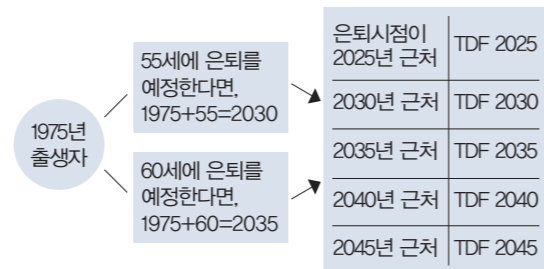 1975년
출생자
55세에 은퇴를
예정한다면,
1975+55=2030
60세에 은퇴를
예정한다면,
1975+60=2035
은퇴시점이
2025년 근처 TDF 2025
2030년 근처 TDF 2030
2035년 근처 TDF 2035
2040년 근처 TDF 2040
2045년 근처 TDF 2045